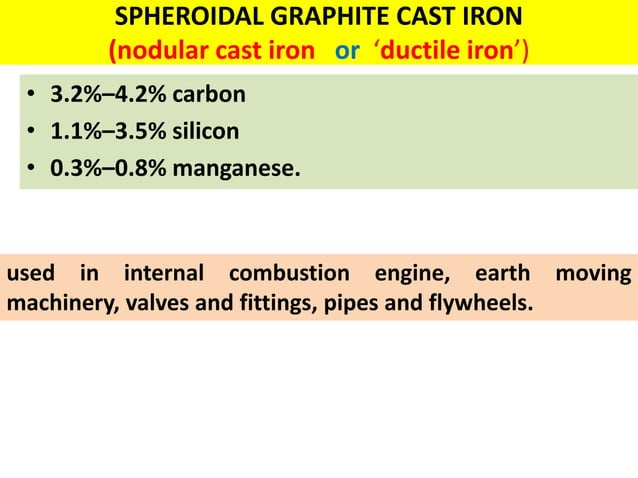 SPHEROIDAL GRAPHITE CAST IRON
(nodular cast iron or ‘ductile iron’)
• 3.2%–4.2% carbon
• 1.1%–3.5% silicon
• 0.3%–0.8% manganese.
used in internal combustion engine, earth moving
machinery, valves and fittings, pipes and flywheels.